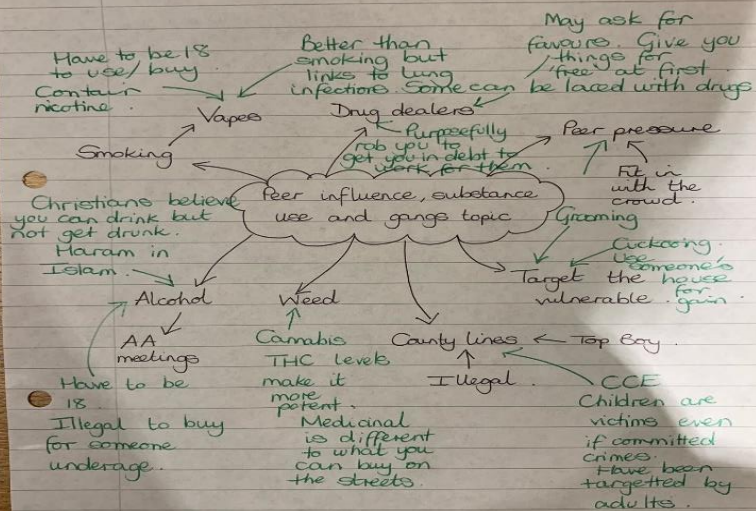 Have to be 18
to use/buy.
Contain
nicotine.
Vapes
Smoking
Better than
smoking but
links to lung
infections. Some can be laced with drugs
May ask for
favours. Give you
things for
'free' at first.
Drug dealers
Purposefully
rob you to
get you in debt to
work for them.
Peer pressure
Fit in
with the
crowd.
Peer influence, substance
use and gangs topic
Christians believe
you can drink but
not get drunk.
Haram in
Islam.
Grooming
Cuckooing.
Use
someone's
house
for
gain.
Target the
vulnerable
Alcohol
AA
meetings
Have to be
18.
Illegal to buy
for someone
underage.
Weed
Cannabis
THC levels
make it
more
potent.
Medicinal
is different
to what you
can buy on
the streets.
County lines
Top Boy.
Illegal.
CCE
Children are
victims even
if committed
crimes.
Have been
targetted by
adults.